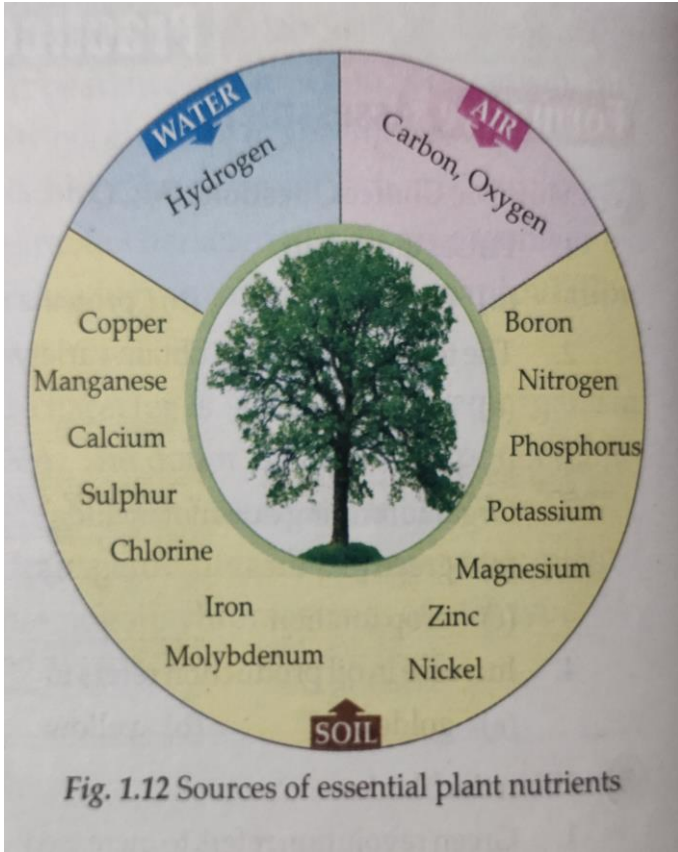 WATER
Hydrogen
AIR
Carbon, Oxygen
Copper
Manganese
Calcium
Sulphur
Chlorine
Iron
Molybdenum
Boron
Nitrogen
Phosphorus
Potassium
Magnesium
Zinc
Nickel
SOIL
Fig. 1.12 Sources of essential plant nutrients